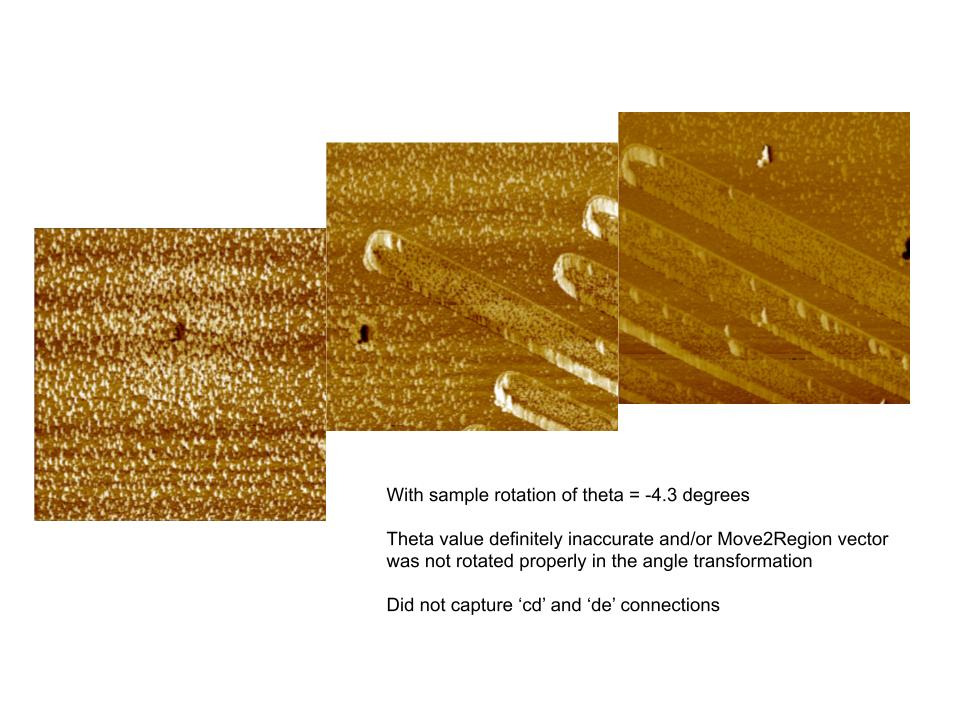 With sample rotation of theta = -4.3 degrees
Theta value definitely inaccurate and/or Move2Region vector
was not rotated properly in the angle transformation
Did not capture ‘cd’ and ‘de’ connections